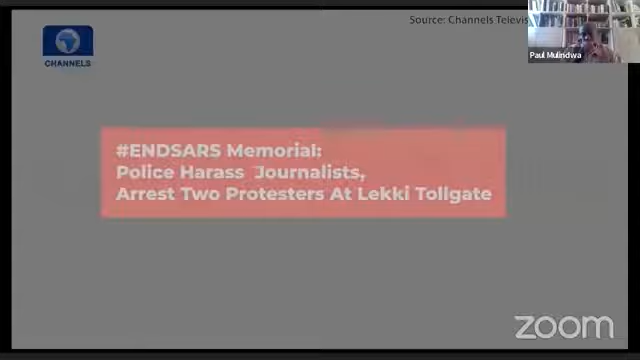 Source: Channels Televis
CHANNELS
Paul Mulindwa
#ENDSARS Memorial:
Police Harass Journalists,
Arrest Two Protesters At Lekki Tollgate
zoom